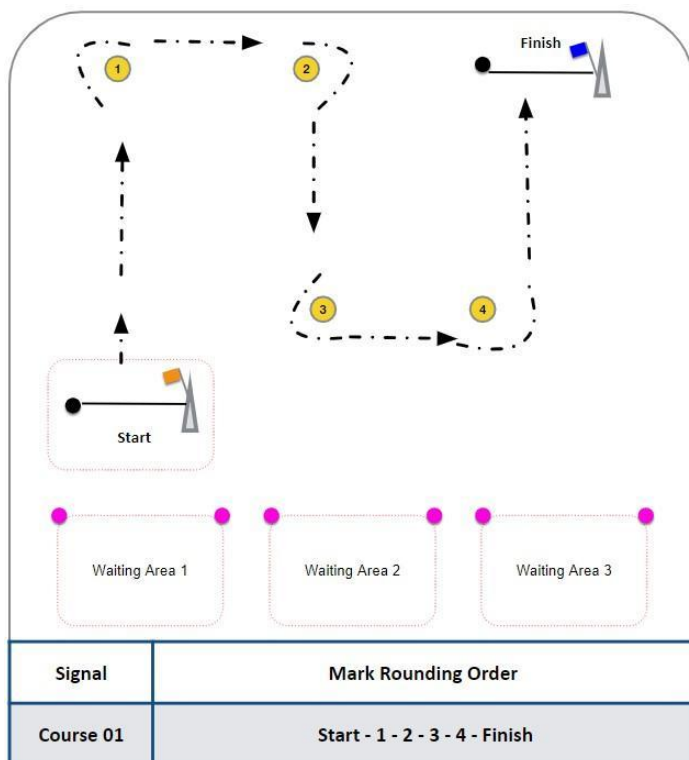 Finish
1
2
3
4
Start
Waiting Area 1
Waiting Area 2
Waiting Area 3
Signal
Mark Rounding Order
Course 01
Start - 1 - 2 - 3 - 4 - Finish